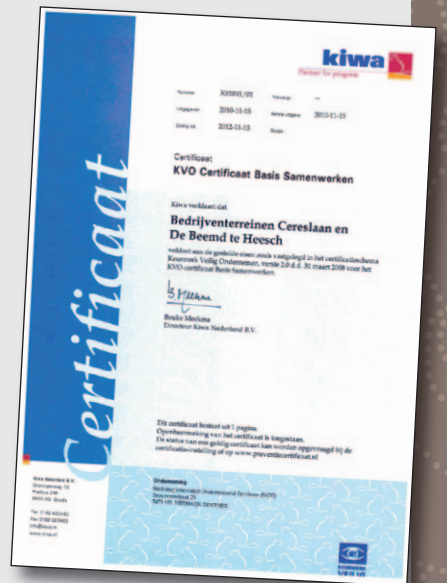 kiwa
Partner for progress
Nummer
Vervangt --
Uitgegeven 2010-11-15 Eerste uitgave 2010-11-15
Geldig tot 2012-11-15
Certificaat
Certificaat
KVO Certificaat Basis Samenwerken
Kiwa verklaart dat
Bedrijventerreinen Cereslaan en
De Beemd te Heesch
voldoet aan de gestelde eisen zoals vastgelegd in het certificatieschema
Keurmerk Veilig Ondernemen, versie 2.0 d.d. 31 maart 2008 voor het
KVO certificaat Basis Samenwerken.
B. Meekma
Bouke Meekma
Directeur Kiwa Nederland B.V.
Dit certificaat bestaat uit 1 pagina.
Openbaarmaking van het certificaat is toegestaan.
De status van een geldig certificaat kan worden opgevraagd bij de
certificatie-instelling of op www.preventiecertificaat.nl
Kiwa Nederland B.V.
Onderneming
www.kiwa.nl